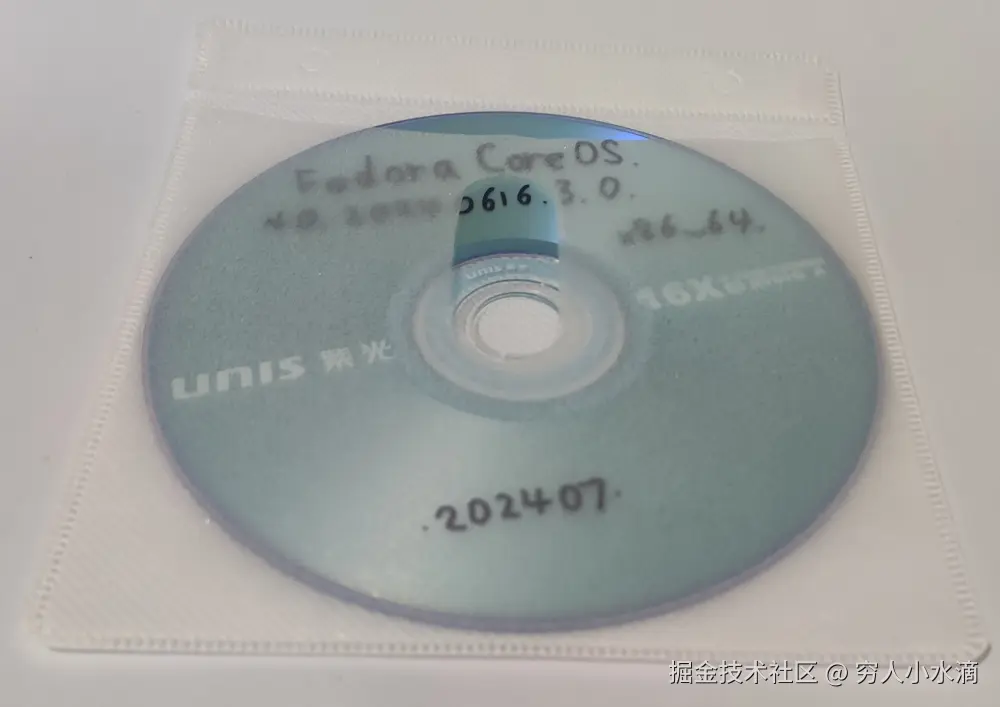 Fedora CoreOS.
40.20240616.3.0.
x86_64.
unis 紫光
16X
.202407.
掘金技术社区 @ 穷人小水滴